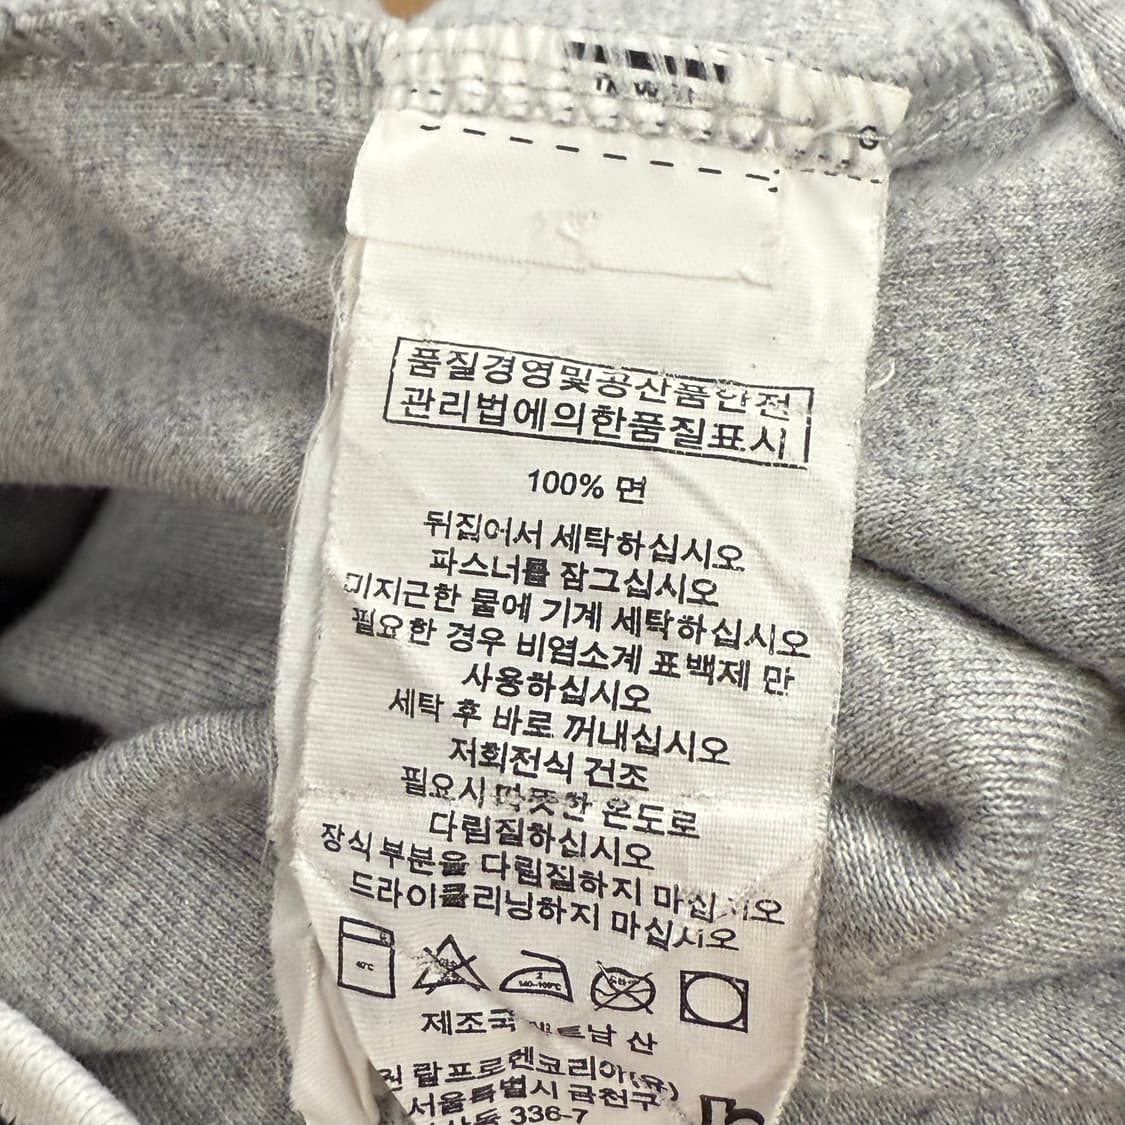 G
품질경영및공산품안전
관리법에의한품질표시
100% 면
뒤집어서 세탁하십시오
파스너를 잠그십시오
미지근한 물에 기계 세탁하십시오
필요한 경우 비염소계 표백제 만
사용하십시오
세탁 후 바로 꺼내십시오
저회전식 건조
필요시 따뜻한 온도로
다림질하십시오
장식부분을 다림질하지 마십시오
드라이클리닝하지 마십시오
40℃
제조국 베트남 산
랄프로렌코리아(유)
서울특별시 금천구
336-7